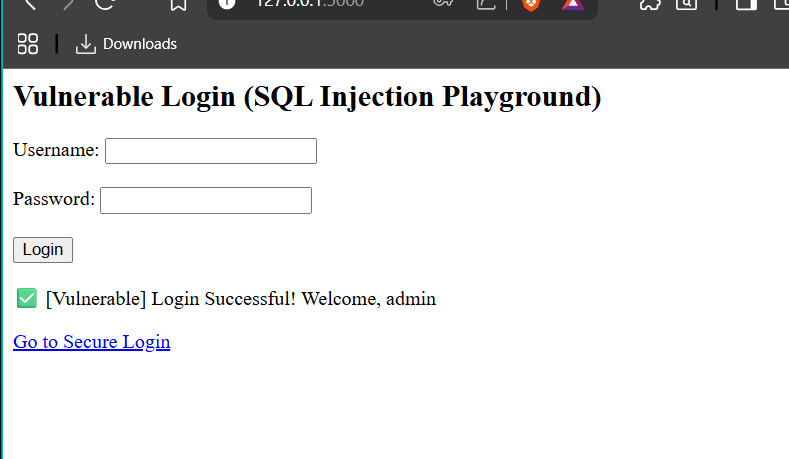 127.0.0.1:5000
Downloads
Vulnerable Login (SQL Injection Playground)
Username:
Password:
Login
[Vulnerable] Login Successful! Welcome, admin
Go to Secure Login